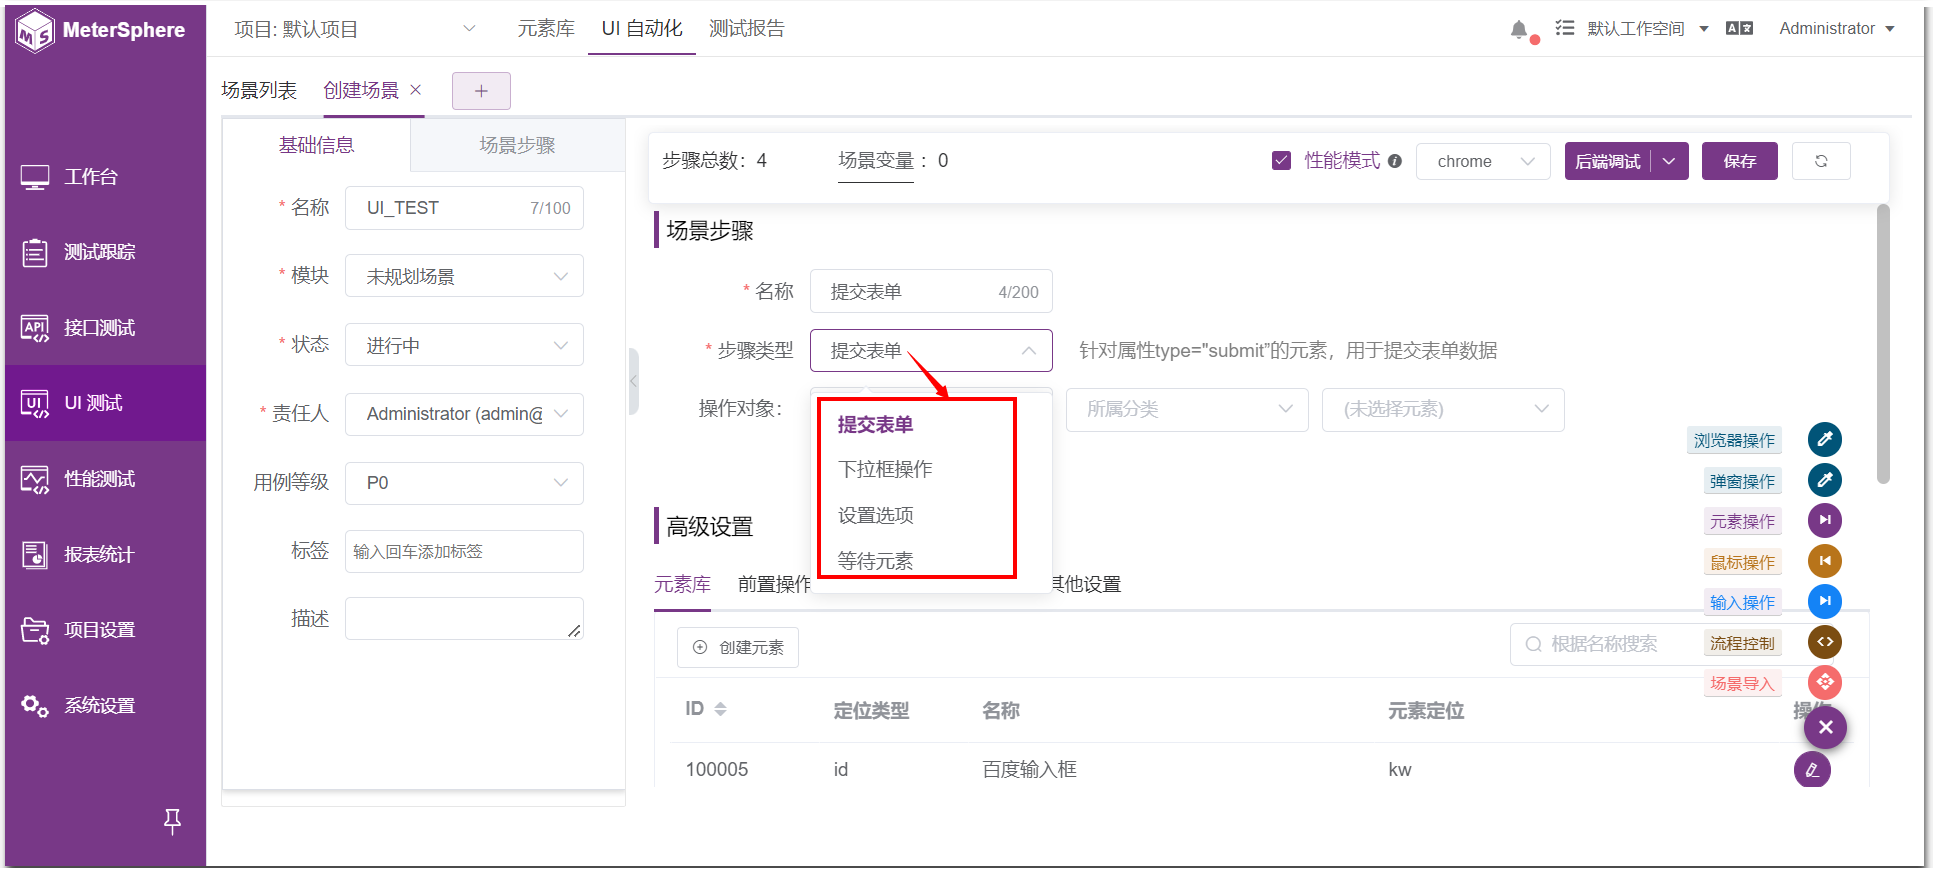 MeterSphere
项目: 默认项目
元素库
UI 自动化
测试报告
默认工作空间
Administrator
场景列表
创建场景
工作台
测试跟踪
接口测试
UI 测试
性能测试
报表统计
项目设置
系统设置
基础信息
场景步骤
* 名称
UI_TEST
7/100
* 模块
未规划场景
* 状态
进行中
* 责任人
Administrator (admin@
用例等级
P0
标签
输入回车添加标签
描述
步骤总数：4
场景变量：0
性能模式
chrome
后端调试
保存
场景步骤
* 名称
提交表单
4/200
* 步骤类型
提交表单
针对属性type="submit”的元素，用于提交表单数据
操作对象：
所属分类
(未选择元素)
提交表单
下拉框操作
设置选项
等待元素
高级设置
元素库
前置操作
其他设置
创建元素
根据名称搜索
ID
定位类型
名称
元素定位
操作
100005
id
百度输入框
kw
浏览器操作
弹窗操作
元素操作
鼠标操作
输入操作
流程控制
场景导入